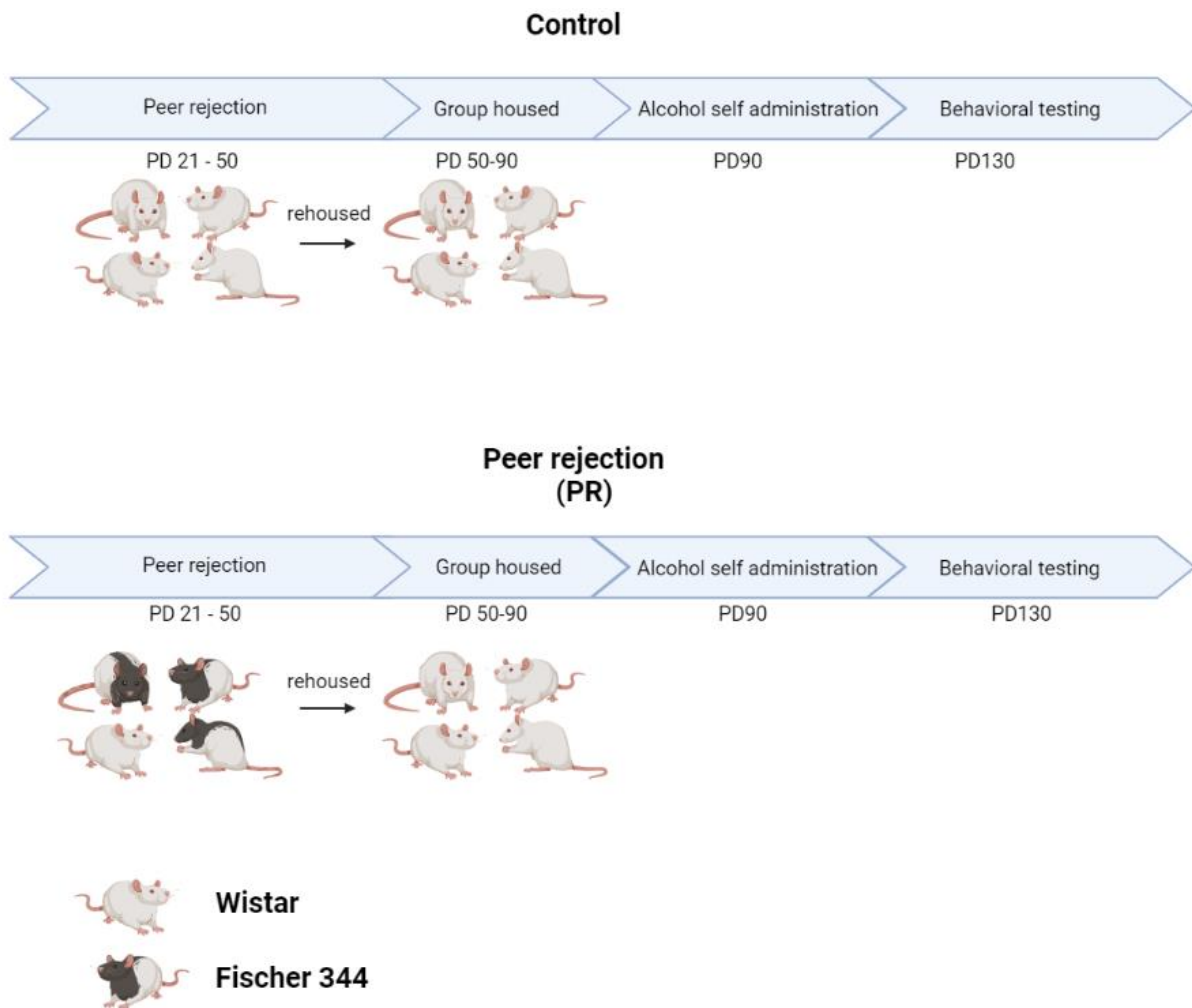 Control
Peer rejection Group housed Alcohol self administration Behavioral testing
PD 21 - 50 PD 50-90 PD90 PD130
rehoused
Peer rejection
(PR)
Peer rejection Group housed Alcohol self administration Behavioral testing
PD 21 - 50 PD 50-90 PD90 PD130
rehoused
Wistar
Fischer 344